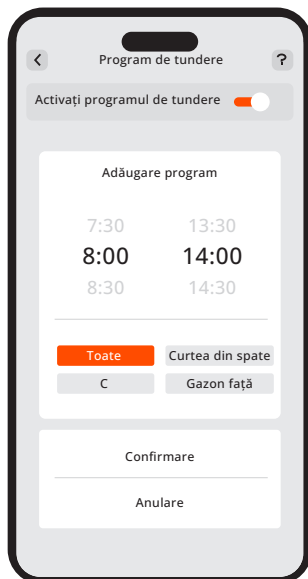 Program de tundere ?
Activați programul de tundere
Adăugare program
7:30 13:30
8:00 14:00
8:30 14:30
Toate Curtea din spate
C Gazon față
Confirmare
Anulare